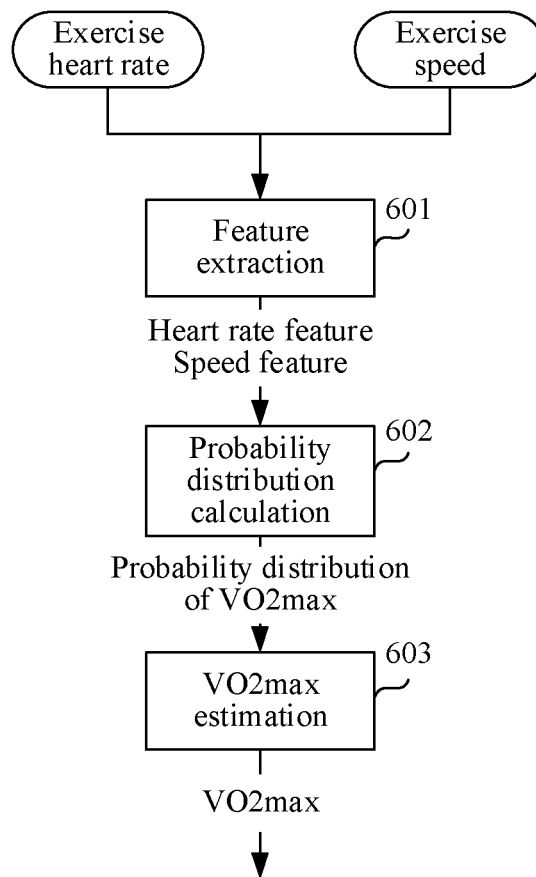 Exercise
heart rate
Exercise
speed
601
Feature
extraction
Heart rate feature
Speed feature
602
Probability
distribution
calculation
Probability distribution
of VO2max
603
VO2max
estimation
VO2max